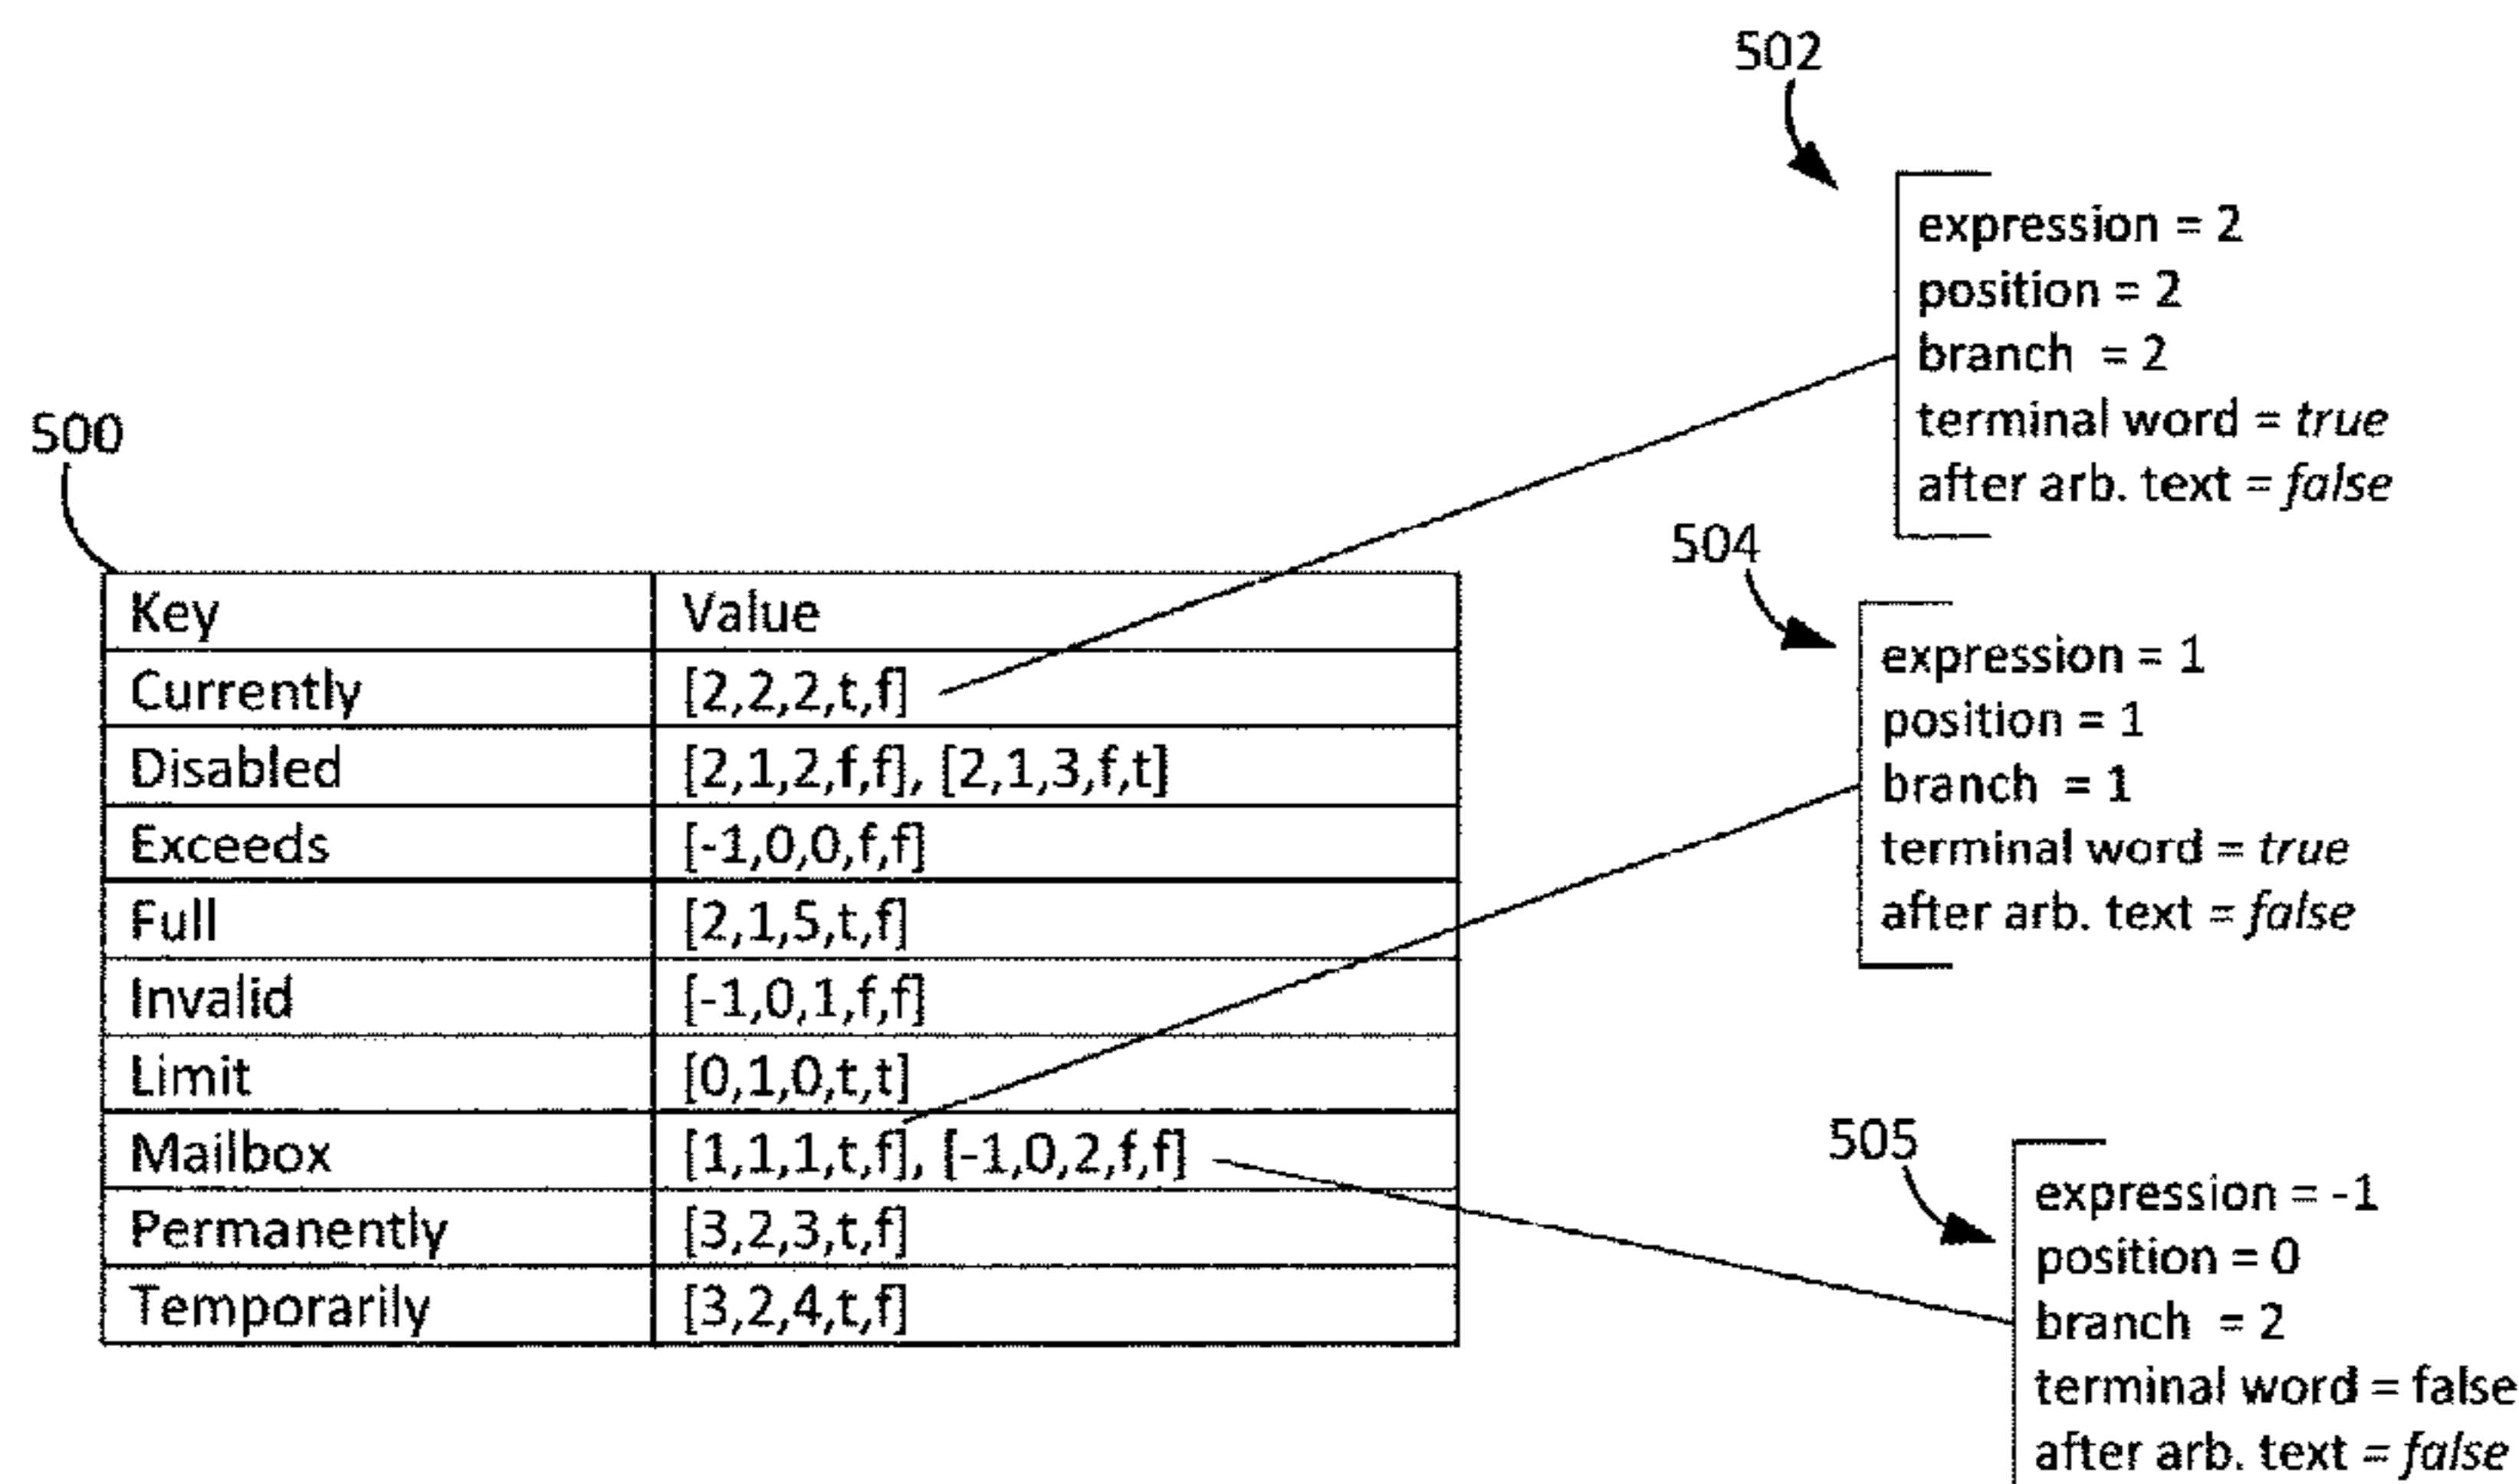 502
expression = 2
position = 2
branch = 2
terminal word = true
after arb. text = false
500
Key Value
Currently [2,2,2,t,f]
Disabled [2,1,2,f,f], [2,1,3,f,t]
Exceeds [-1,0,0,f,f]
Full [2,1,5,t,f]
Invalid [-1,0,1,f,f]
Limit [0,1,0,t,t]
Mailbox [1,1,1,t,f], [-1,0,2,f,f]
Permanently [3,2,3,t,f]
Temporarily [3,2,4,t,f]
504
expression = 1
position = 1
branch = 1
terminal word = true
after arb. text = false
505
expression = -1
position = 0
branch = 2
terminal word = false
after arb. text = false